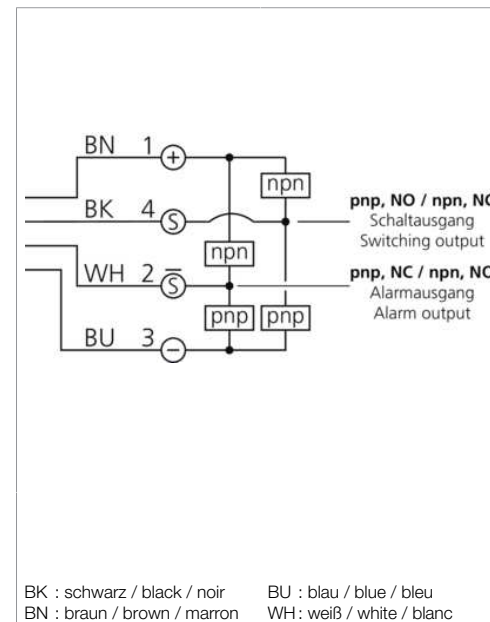 BN 1 +
npn
pnp, NO / npn, NO
BK 4 S
Schaltausgang
Switching output
npn
pnp, NC / npn, NC
WH 2 S̅
Alarmausgang
pnp pnp
Alarm output
BU 3 −
BK : schwarz / black / noir BU : blau / blue / bleu
BN : braun / brown / marron WH : weiß / white / blanc